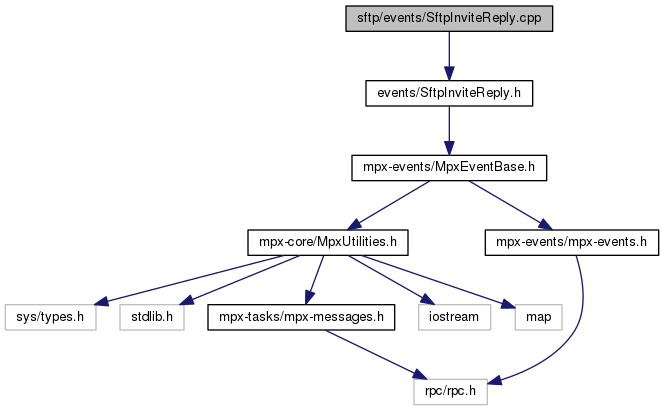 sftp/events/SftpInviteReply.cpp
events/SftpInviteReply.h
mpx-events/MpxEventBase.h
mpx-core/MpxUtilities.h
mpx-events/mpx-events.h
sys/types.h
stdlib.h
mpx-tasks/mpx-messages.h
iostream
map
rpc/rpc.h